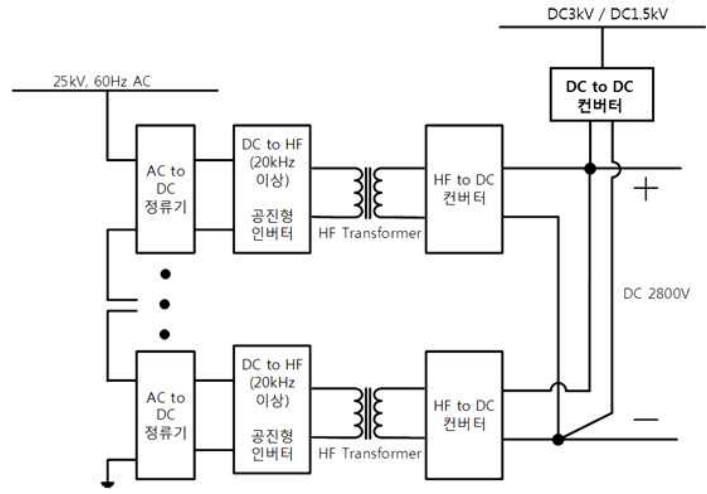 DC3kV / DC1.5kV
25kV, 60Hz AC
DC to DC
컨버터
AC to
DC
정류기
DC to HF
(20kHz
이상)
공진형
인버터
HF Transformer
HF to DC
컨버터
+
DC 2800V
AC to
DC
정류기
DC to HF
(20kHz
이상)
공진형
인버터
HF Transformer
HF to DC
컨버터
—